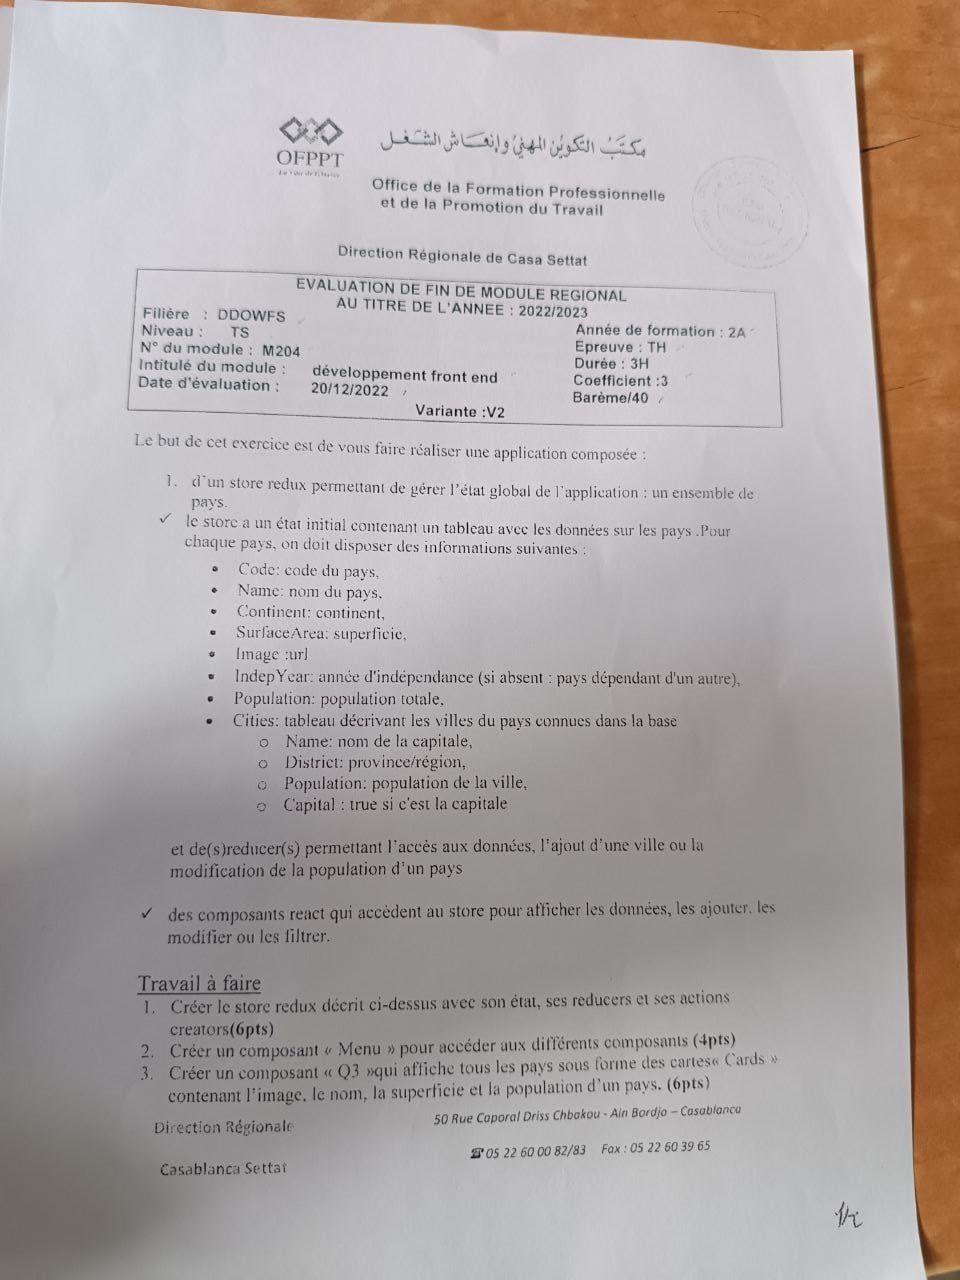 OFPPT
مكتب التكوين المهني وإنعاش الشغل
Office de la Formation Professionnelle
et de la Promotion du Travail
Direction Régionale de Casa Settat
EVALUATION DE FIN DE MODULE REGIONAL
AU TITRE DE L'ANNEE : 2022/2023
Filière : DDOWFS
Niveau : TS
N° du module : M204
Intitulé du module : développement front end
Date d'évaluation : 20/12/2022
Année de formation : 2A
Epreuve : TH
Durée : 3H
Coefficient :3
Barème/40
Variante :V2
Le but de cet exercice est de vous faire réaliser une application composée :
1. d'un store redux permettant de gérer l'état global de l'application : un ensemble de
pays.
✓ le store a un état initial contenant un tableau avec les données sur les pays .Pour
chaque pays, on doit disposer des informations suivantes :
• Code: code du pays,
• Name: nom du pays,
• Continent: continent,
• SurfaceArea: superficie,
• Image :url
• IndepYear: année d'indépendance (si absent : pays dépendant d'un autre),
• Population: population totale,
• Cities: tableau décrivant les villes du pays connues dans la base
o Name: nom de la capitale,
o District: province/région,
o Population: population de la ville,
o Capital : true si c'est la capitale
et de(s)reducer(s) permettant l'accès aux données, l'ajout d'une ville ou la
modification de la population d'un pays
✓ des composants react qui accèdent au store pour afficher les données, les ajouter, les
modifier ou les filtrer.
Travail à faire
1. Créer le store redux décrit ci-dessus avec son état, ses reducers et ses actions
creators(6pts)
2. Créer un composant « Menu » pour accéder aux différents composants (4pts)
3. Créer un composant « Q3 »qui affiche tous les pays sous forme des cartes« Cards »
contenant l'image, le nom, la superficie et la population d'un pays. (6pts)
Direction Régionale
Casablanca Settat
50 Rue Caporal Driss Chbakou - Ain Bordja – Casablanca
☎05 22 60 00 82/83 Fax : 05 22 60 39 65